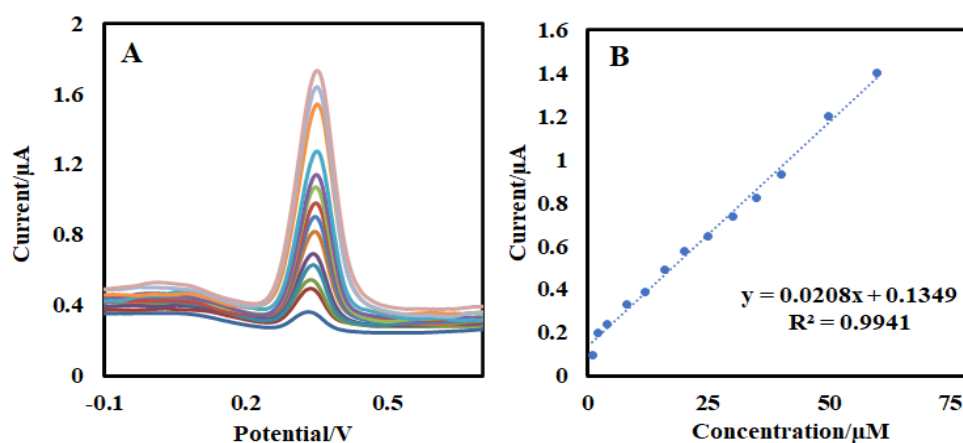 A
2
1.6
1.2
0.8
0.4
0
-0.1
0.2
0.5
Current/µA
Potential/V
B
1.6
1.4
1.2
1
0.8
0.6
0.4
0.2
0
0
25
50
75
Current/µA
Concentration/µM
y = 0.0208x + 0.1349
R² = 0.9941